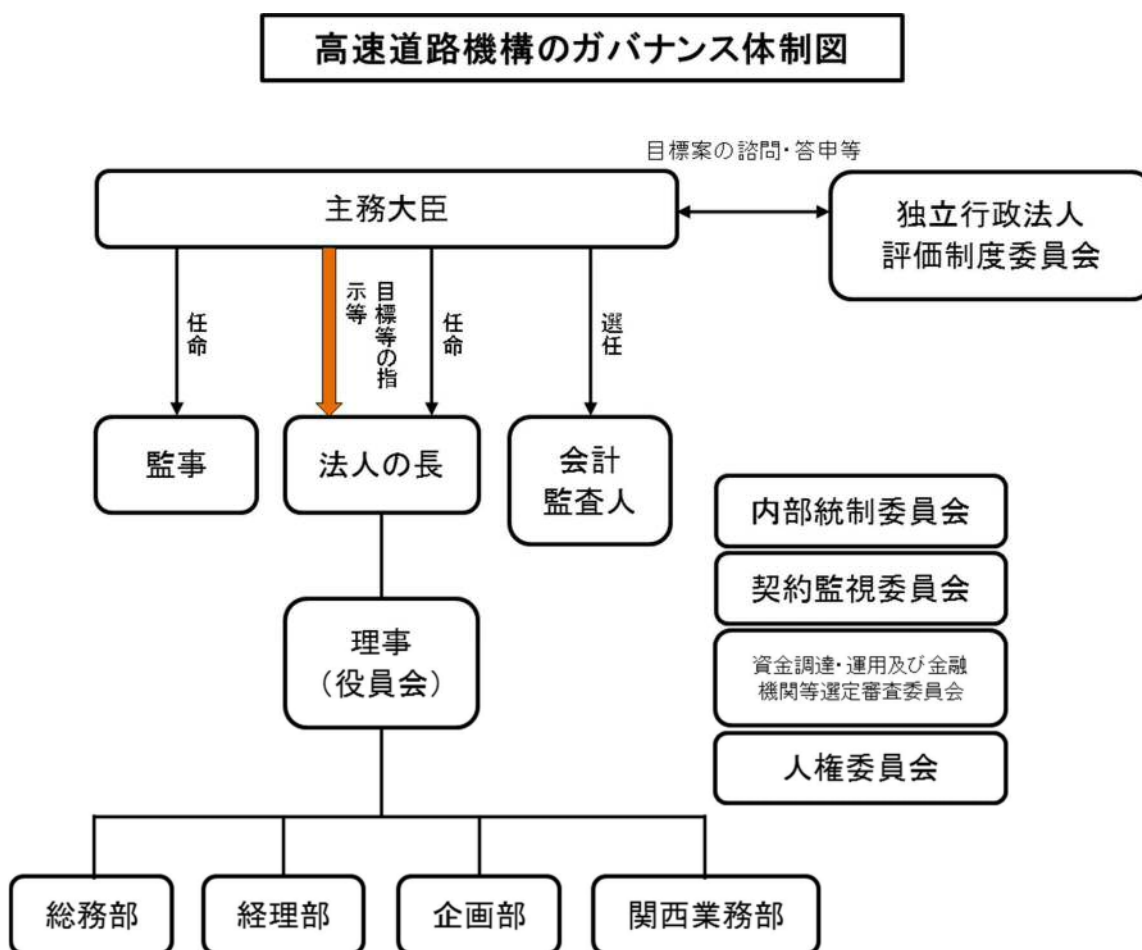 高速道路機構のガバナンス体制図
目標案の諮問・答申等
主務大臣
独立行政法人
評価制度委員会
任命
目標等の指
示等
任命
選任
監事
法人の長
会計
監査人
内部統制委員会
契約監視委員会
資金調達・運用及び金融
機関等選定審査委員会
人権委員会
理事
（役員会）
総務部
経理部
企画部
関西業務部